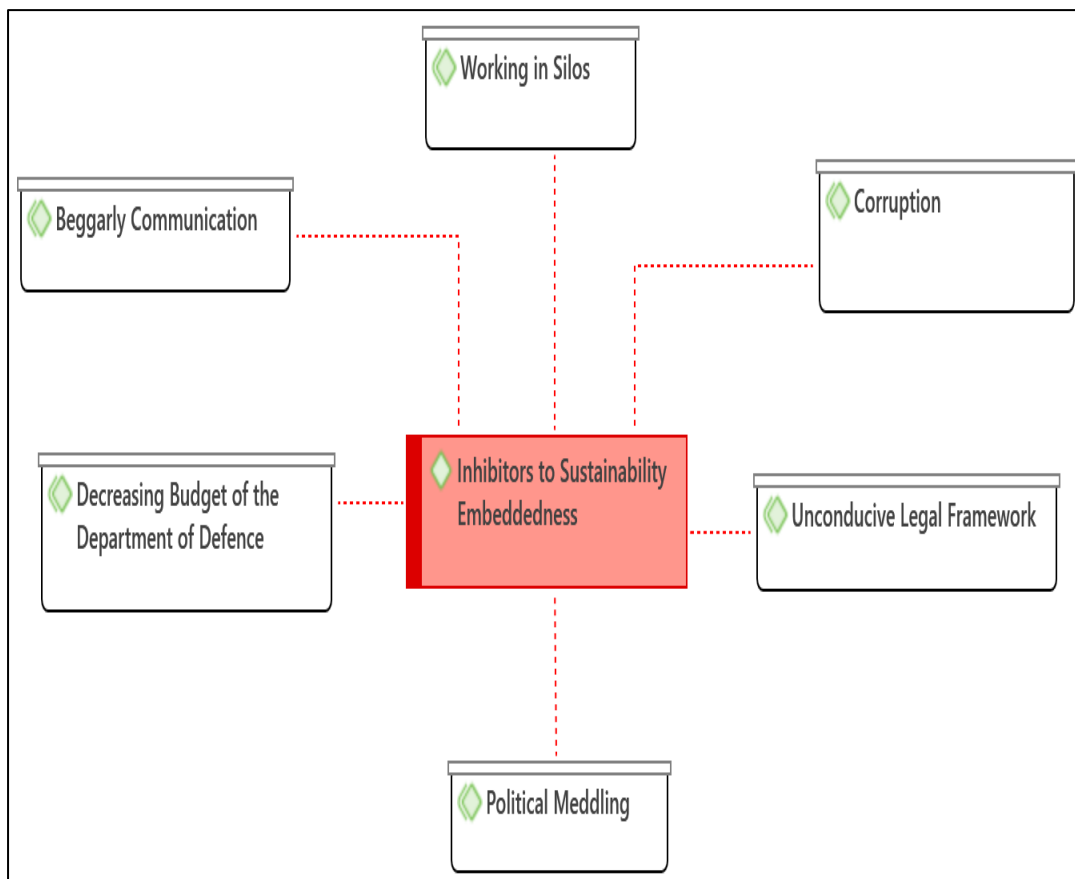 Working in Silos
Corruption
Beggarly Communication
Inhibitors to Sustainability
Embeddedness
Decreasing Budget of the
Department of Defence
Unconducive Legal Framework
Political Meddling